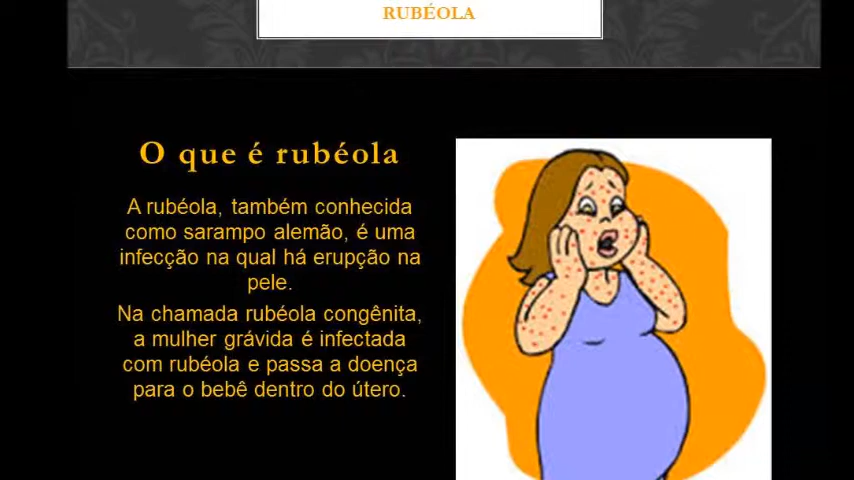 RUBÉOLA
O que é rubéola
A rubéola, também conhecida
como sarampo alemão, é uma
infecção na qual há erupção na
pele.
Na chamada rubéola congênita,
a mulher grávida é infectada
com rubéola e passa a doença
para o bebê dentro do útero.